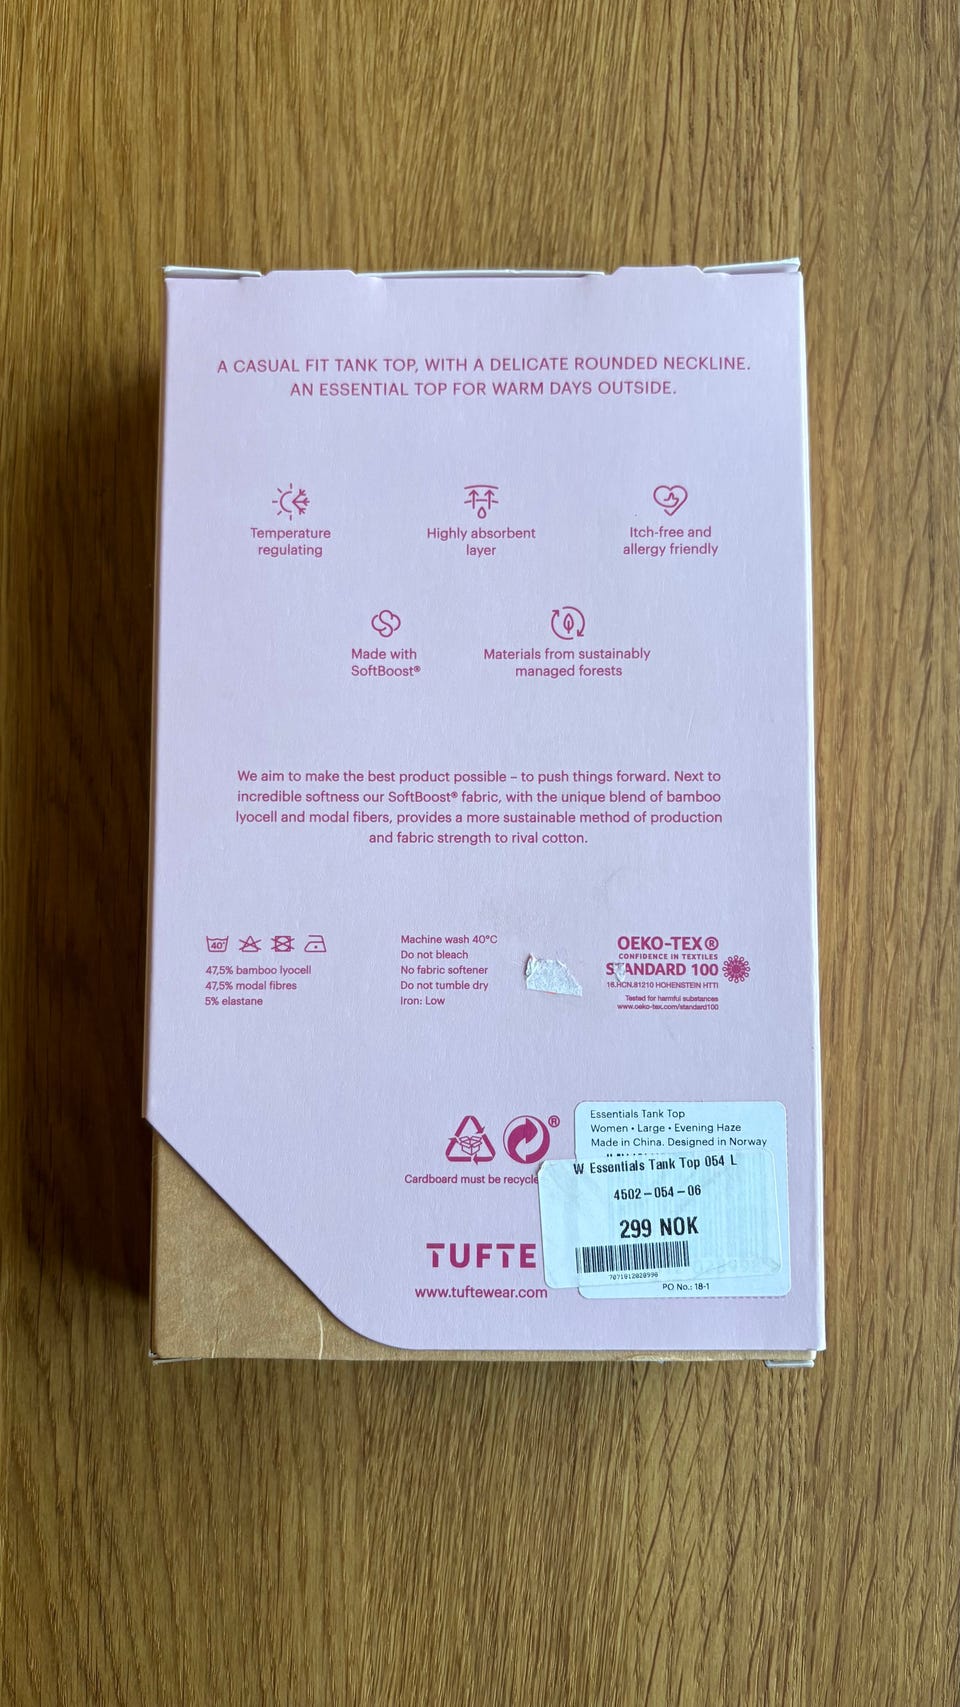 A CASUAL FIT TANK TOP, WITH A DELICATE ROUNDED NECKLINE.
AN ESSENTIAL TOP FOR WARM DAYS OUTSIDE.
Temperature
regulating
Highly absorbent
layer
Itch-free and
allergy friendly
Made with
SoftBoost®
Materials from sustainably
managed forests
We aim to make the best product possible – to push things forward. Next to
incredible softness our SoftBoost® fabric, with the unique blend of bamboo
lyocell and modal fibers, provides a more sustainable method of production
and fabric strength to rival cotton.
40°
47,5% bamboo lyocell
47,5% modal fibres
5% elastane
Machine wash 40°C
Do not bleach
No fabric softener
Do not tumble dry
Iron: Low
OEKO-TEX®
CONFIDENCE IN TEXTILES
STANDARD 100
16.HCN.81210 HOHENSTEIN HTTI
Tested for harmful substances
www.oeko-tex.com/standard100
®
Cardboard must be recycle
TUFTE
www.tuftewear.com
Essentials Tank Top
Women • Large • Evening Haze
Made in China. Designed in Norway
W Essentials Tank Top 054 L
4502-054-06
299 NOK
PO No.: 18-1